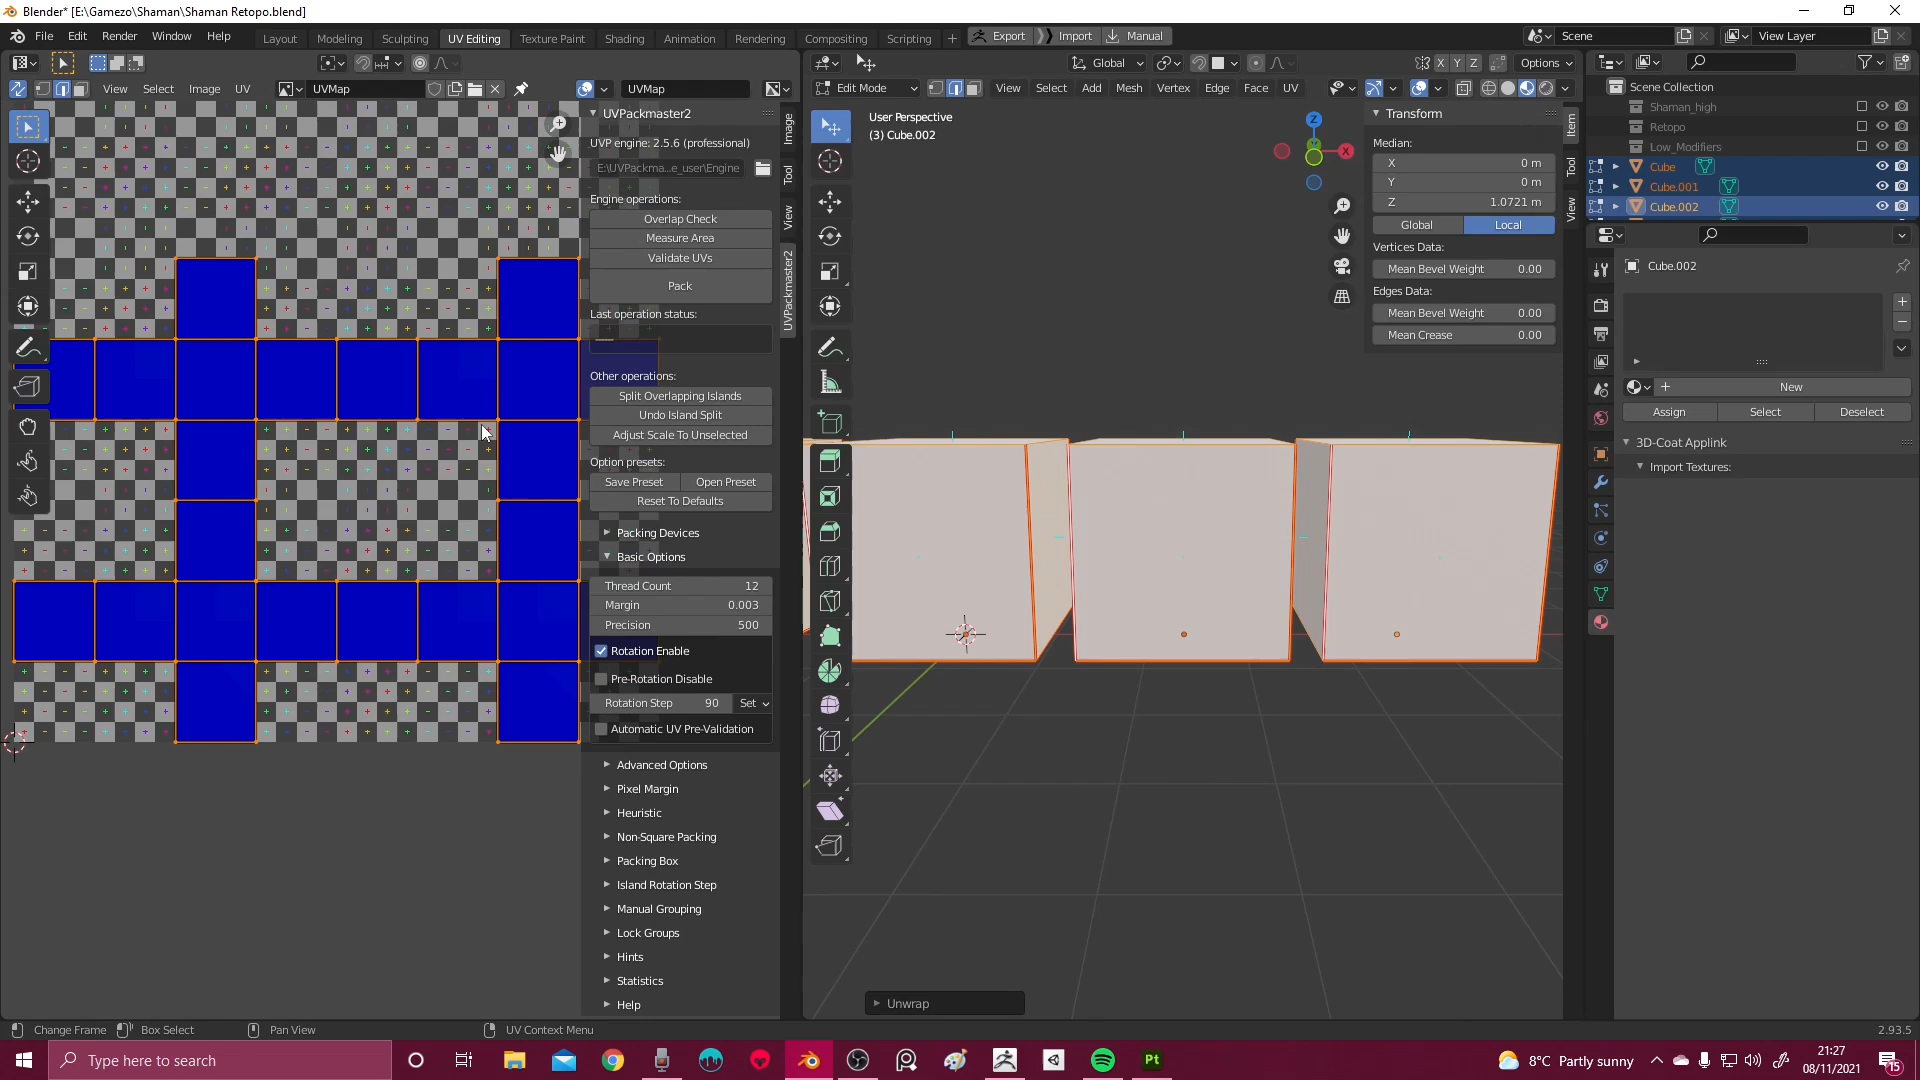 Blender* [E:\Gamezo\Shaman\Shaman Retopo.blend]
File Edit Render Window Help
Layout Modeling Sculpting UV Editing Texture Paint Shading Animation Rendering Compositing Scripting +
Export Import Manual
Scene
View Layer
Global
X Y Z
Options
View Select Image UV
UVMap
UVMap
Edit Mode
View Select Add Mesh Vertex Edge Face UV
UVPackmaster2
UVP engine: 2.5.6 (professional)
E:\UVPackma...e_user\Engine
Engine operations:
Overlap Check
Measure Area
Validate UVs
Pack
Last operation status:
Other operations:
Split Overlapping Islands
Undo Island Split
Adjust Scale To Unselected
Option presets:
Save Preset Open Preset
Reset To Defaults
Packing Devices
Basic Options
Thread Count 12
Margin 0.003
Precision 500
Rotation Enable
Pre-Rotation Disable
Rotation Step 90 Set
Automatic UV Pre-Validation
Advanced Options
Pixel Margin
Heuristic
Non-Square Packing
Packing Box
Island Rotation Step
Manual Grouping
Lock Groups
Hints
Statistics
Help
Image
Tool
View
UVPackmaster2
User Perspective
(3) Cube.002
Z
X
Transform
Median:
X 0 m
Y 0 m
Z 1.0721 m
Global Local
Vertices Data:
Mean Bevel Weight 0.00
Edges Data:
Mean Bevel Weight 0.00
Mean Crease 0.00
Item
Tool
View
Unwrap
Scene Collection
Shaman_high
Retopo
Low_Modifiers
Cube
Cube.001
Cube.002
Cube.002
New
Assign Select Deselect
3D-Coat Applink
Import Textures:
Change Frame Box Select Pan View UV Context Menu
2.93.5
Type here to search
Pt
8°C Partly sunny
21:27
08/11/2021
15